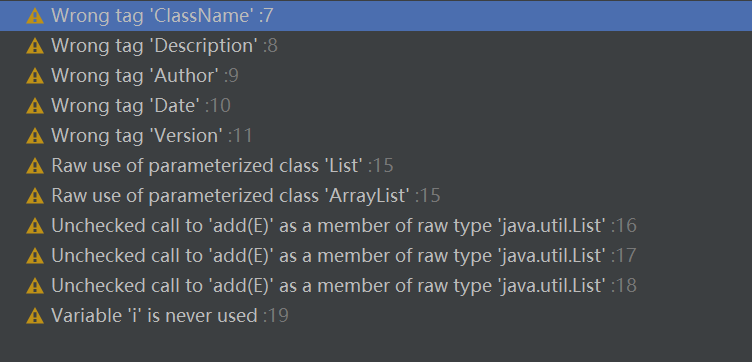 Wrong tag 'ClassName' :7
Wrong tag 'Description' :8
Wrong tag 'Author' :9
Wrong tag 'Date' :10
Wrong tag 'Version' :11
Raw use of parameterized class 'List' :15
Raw use of parameterized class 'ArrayList' :15
Unchecked call to 'add(E)' as a member of raw type 'java.util.List' :16
Unchecked call to 'add(E)' as a member of raw type 'java.util.List' :17
Unchecked call to 'add(E)' as a member of raw type 'java.util.List' :18
Variable 'i' is never used :19